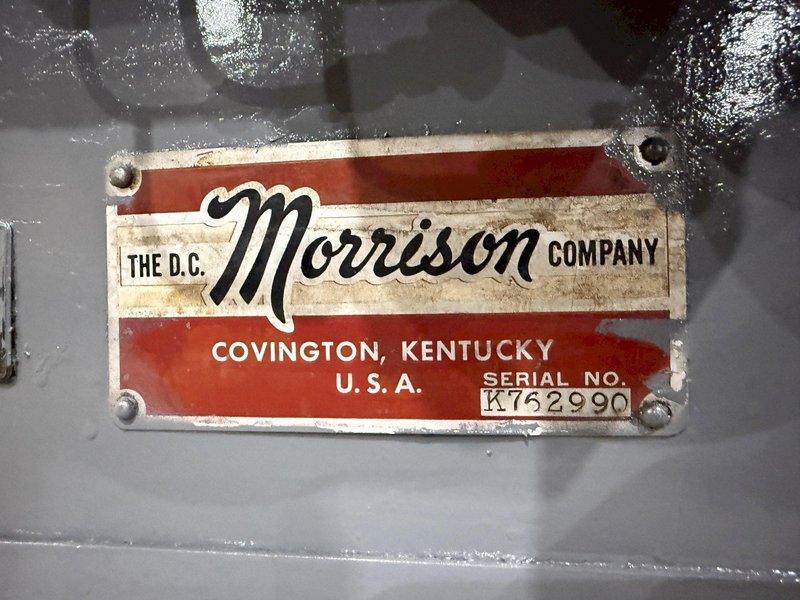 THE D.C. Morrison COMPANY
COVINGTON, KENTUCKY
U.S.A.
SERIAL NO.
K762990